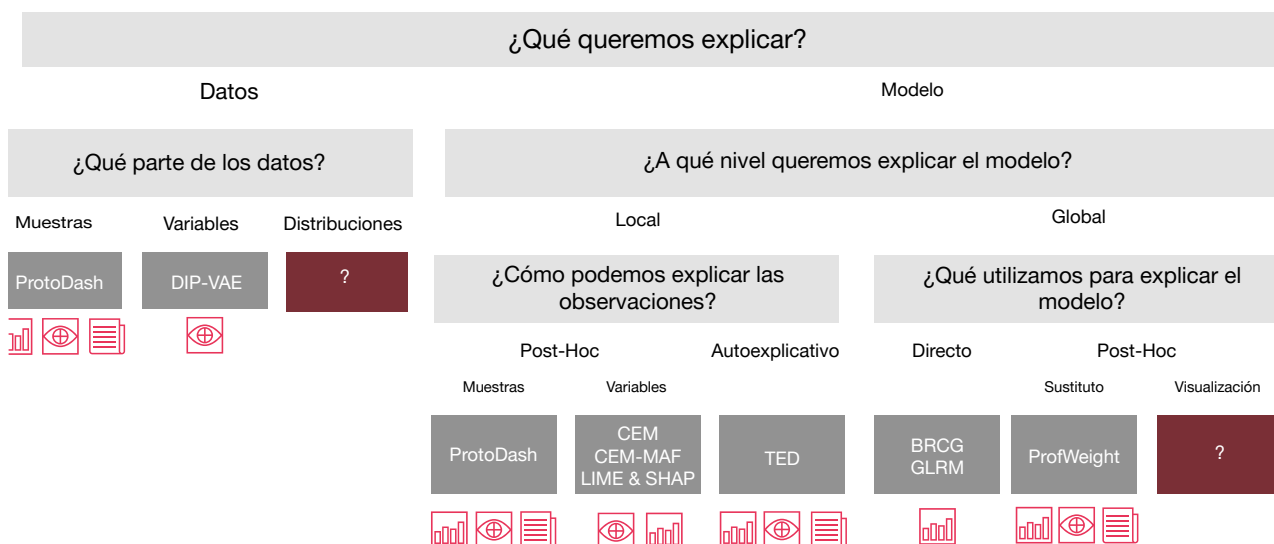 ¿Qué queremos explicar?
Datos
Modelo
¿Qué parte de los datos?
¿A qué nivel queremos explicar el modelo?
Muestras
Variables
Distribuciones
Local
Global
ProtoDash
DIP-VAE
?
¿Cómo podemos explicar las
observaciones?
¿Qué utilizamos para explicar el
modelo?
Post-Hoc
Autoexplicativo
Directo
Post-Hoc
Muestras
Variables
Sustituto
Visualización
ProtoDash
CEM
CEM-MAF
LIME & SHAP
TED
BRCG
GLRM
ProfWeight
?